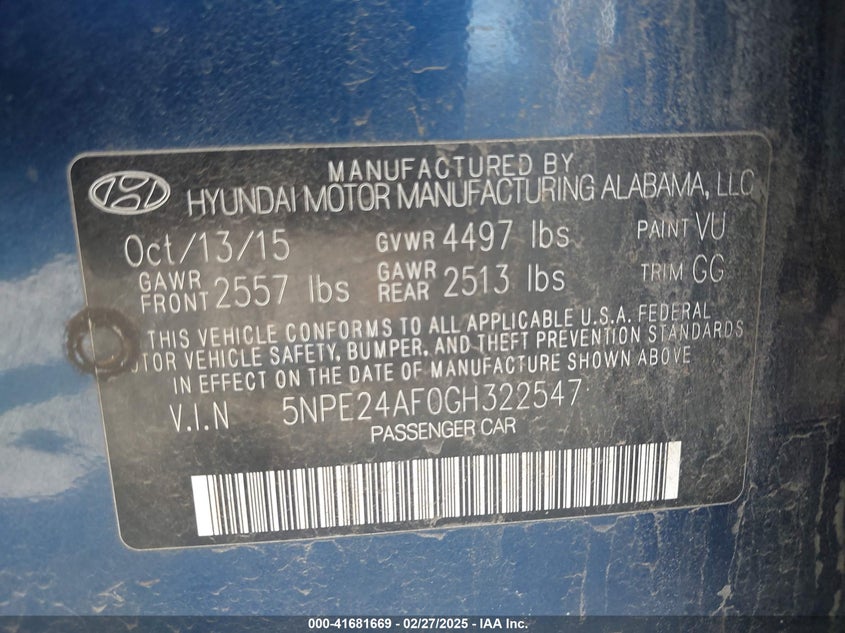 MANUFACTURED BY
HYUNDAI MOTOR MANUFACTURING ALABAMA, LLC
Oct/13/15 GVWR 4497 lbs PAINT VU
GAWR FRONT 2557 lbs GAWR REAR 2513 lbs TRIM GG
THIS VEHICLE CONFORMS TO ALL APPLICABLE U.S.A. FEDERAL
OTOR VEHICLE SAFETY, BUMPER, AND THEFT PREVENTION STANDARDS
IN EFFECT ON THE DATE OF MANUFACTURE SHOWN ABOVE
V.I.N 5NPE24AF0GH322547
PASSENGER CAR
000-41681669 - 02/27/2025 - IAA Inc.